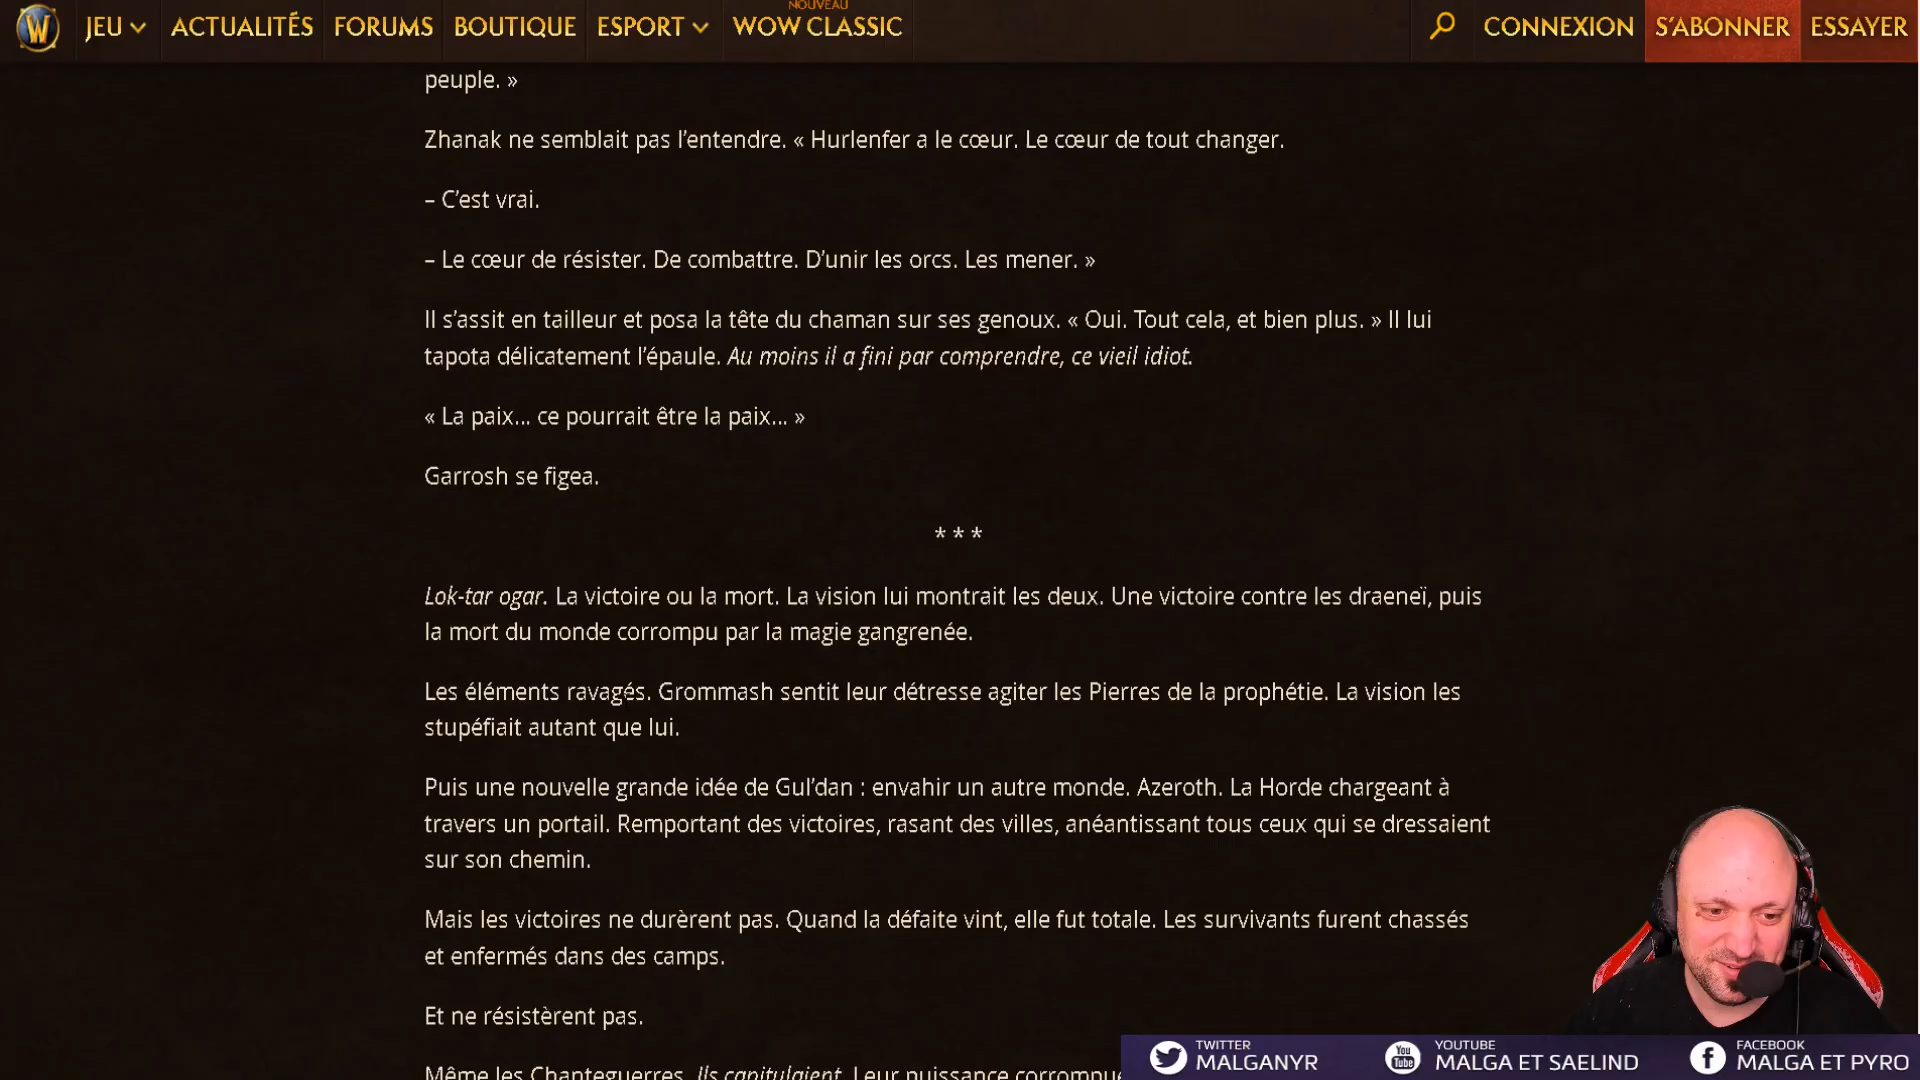 NOUVEAU
JEU ACTUALITÉS FORUMS BOUTIQUE ESPORT WOW CLASSIC CONNEXION S'ABONNER ESSAYER
peuple. »
Zhanak ne semblait pas l’entendre. « Hurlenfer a le cœur. Le cœur de tout changer.
– C’est vrai.
– Le cœur de résister. De combattre. D’unir les orcs. Les mener. »
Il s’assit en tailleur et posa la tête du chaman sur ses genoux. « Oui. Tout cela, et bien plus. » Il lui
tapota délicatement l’épaule. Au moins il a fini par comprendre, ce vieil idiot.
« La paix… ce pourrait être la paix… »
Garrosh se figea.
* * *
Lok-tar ogar. La victoire ou la mort. La vision lui montrait les deux. Une victoire contre les draeneï, puis
la mort du monde corrompu par la magie gangrenée.
Les éléments ravagés. Grommash sentit leur détresse agiter les Pierres de la prophétie. La vision les
stupéfiait autant que lui.
Puis une nouvelle grande idée de Gul’dan : envahir un autre monde. Azeroth. La Horde chargeant à
travers un portail. Remportant des victoires, rasant des villes, anéantissant tous ceux qui se dressaient
sur son chemin.
Mais les victoires ne durèrent pas. Quand la défaite vint, elle fut totale. Les survivants furent chassés
et enfermés dans des camps.
Et ne résistèrent pas.
Même les Chanteguerres. Ils capitulaient. Leur puissance corrompue
TWITTER
MALGANYR
You Tube
YOUTUBE
MALGA ET SAELIND
FACEBOOK
MALGA ET PYRO